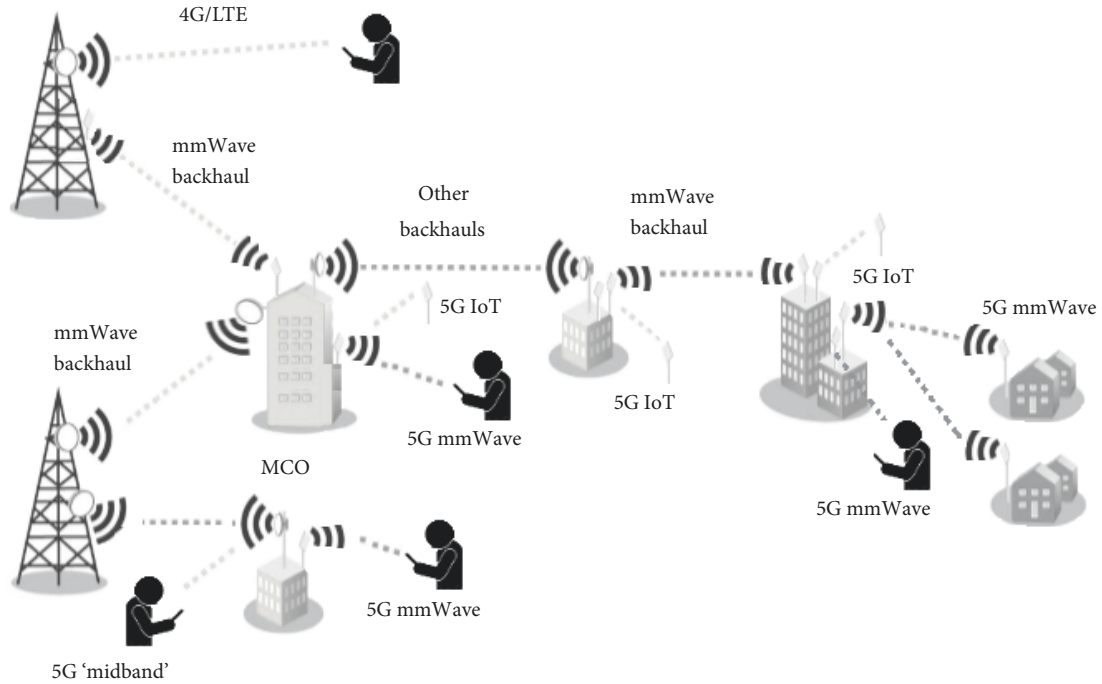 4G/LTE
mmWave
backhaul
Other
backhauls
mmWave
backhaul
5G IoT
5G IoT
5G mmWave
mmWave
backhaul
5G IoT
5G mmWave
MCO
5G mmWave
5G mmWave
5G ‘midband’